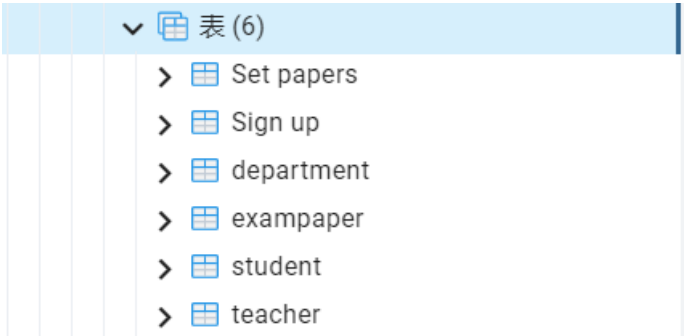 表 (6)
Set papers
Sign up
department
exampaper
student
teacher